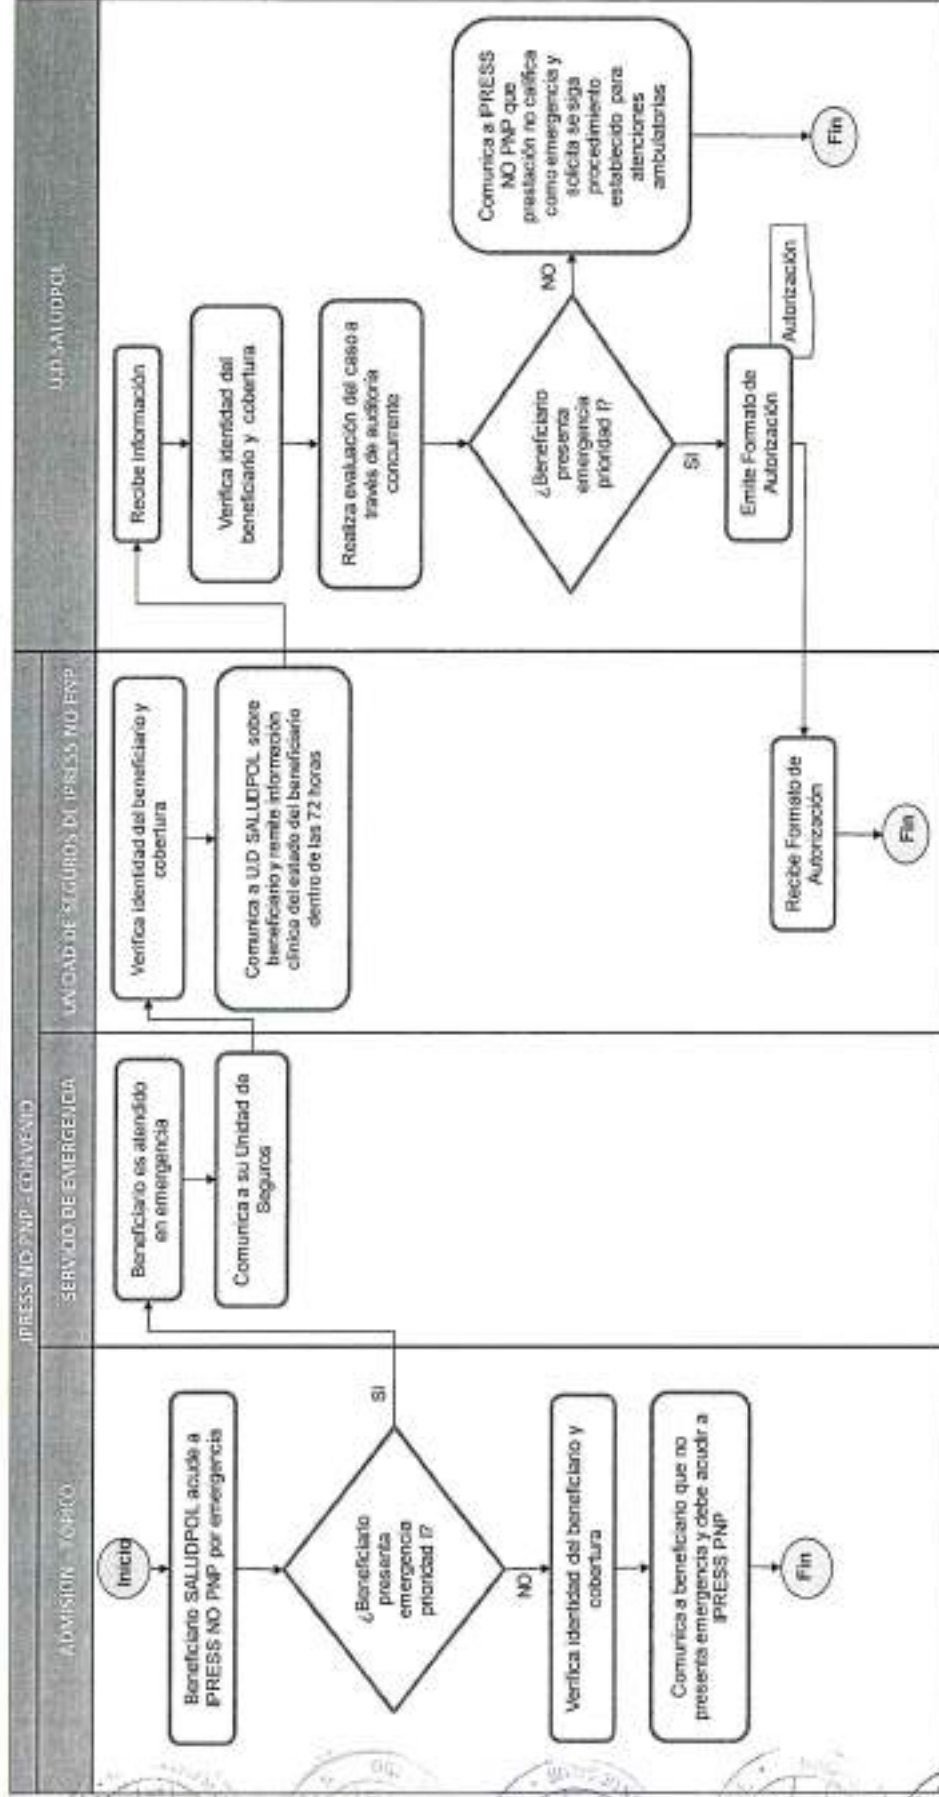 IPRESS NO PNP - CONVENIO
ADMISION - TOPICO
SERVICIO DE EMERGENCIA
UNIDAD DE SEGUROS DE IPRESS NO PNP
U.D SALUDPOL
Inicio
Beneficiario SALUDPOL acude a
IPRESS NO PNP por emergencia
¿Beneficiario
presenta
emergencia
prioridad I?
SI
NO
Verifica identidad del beneficiario y
cobertura
Comunica a beneficiario que no
presenta emergencia y debe acudir a
IPRESS PNP
Fin
Beneficiario es atendido
en emergencia
Comunica a su Unidad de
Seguros
Verifica identidad del beneficiario y
cobertura
Comunica a U.D SALUDPOL sobre
beneficiario y remite información
clínica del estado del beneficiario
dentro de las 72 horas
Recibe Formato de
Autorización
Fin
Recibe información
Verifica identidad del
beneficiario y cobertura
Realiza evaluación del caso a
través de auditoría
concurrente
¿Beneficiario
presenta
emergencia
prioridad I?
NO
SI
Comunica a IPRESS
NO PNP que
prestación no califica
como emergencia y
solicita se siga
procedimiento
establecido para
atenciones
ambulatorias
Fin
Emite Formato de
Autorización
Autorización